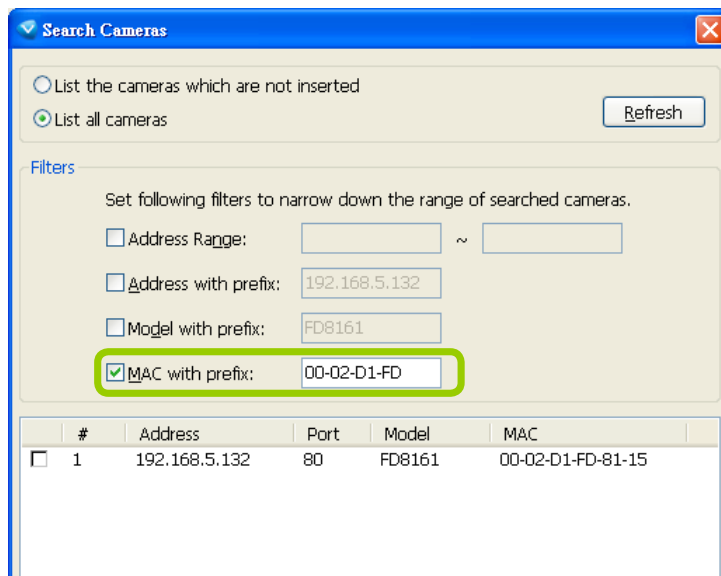 Search Cameras
List the cameras which are not inserted
List all cameras
Refresh
Filters
Set following filters to narrow down the range of searched cameras.
Address Range: ~
Address with prefix: 192.168.5.132
Model with prefix: FD8161
MAC with prefix: 00-02-D1-FD
# Address Port Model MAC
1 192.168.5.132 80 FD8161 00-02-D1-FD-81-15